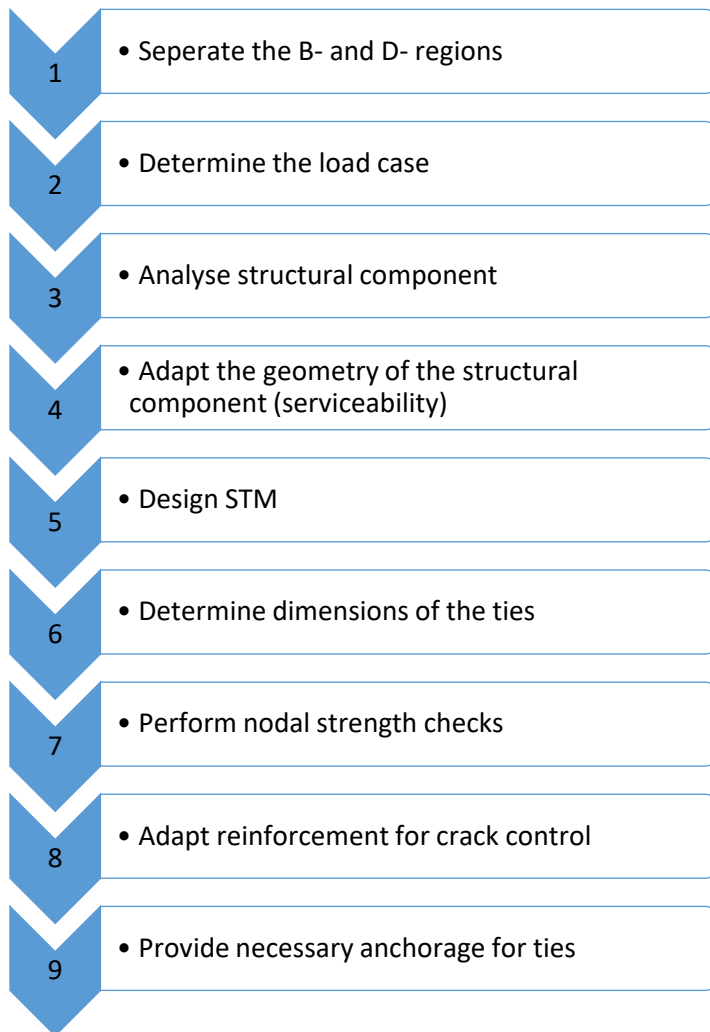 1
• Seperate the B- and D- regions
2
• Determine the load case
3
• Analyse structural component
4
• Adapt the geometry of the structural
component (serviceability)
5
• Design STM
6
• Determine dimensions of the ties
7
• Perform nodal strength checks
8
• Adapt reinforcement for crack control
9
• Provide necessary anchorage for ties